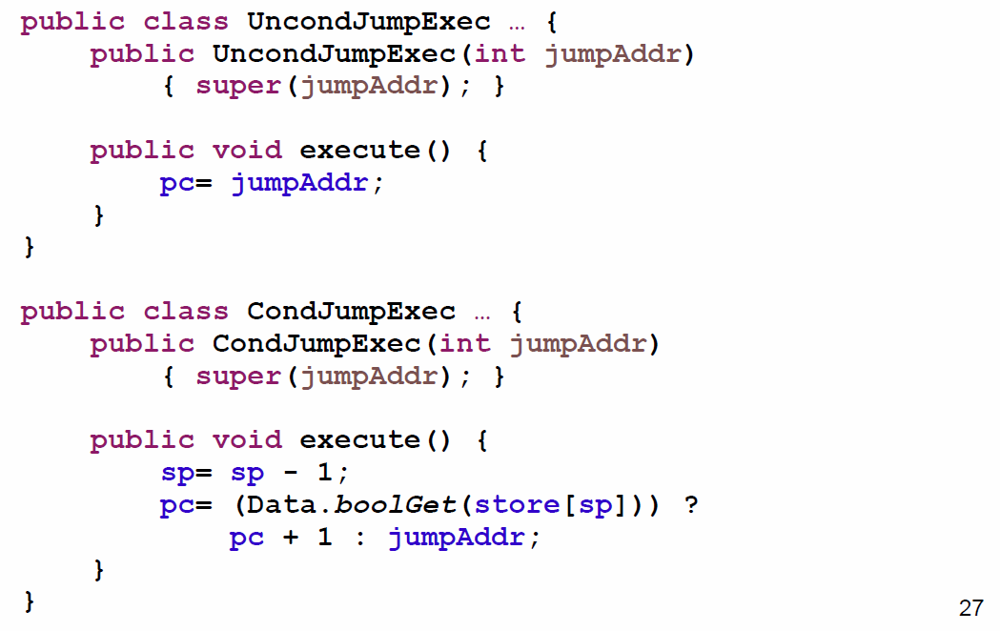 public class UncondJumpExec … {
    public UncondJumpExec(int jumpAddr)
        { super(jumpAddr); }

    public void execute() {
        pc= jumpAddr;
    }
}

public class CondJumpExec … {
    public CondJumpExec(int jumpAddr)
        { super(jumpAddr); }

    public void execute() {
        sp= sp - 1;
        pc= (Data.boolGet(store[sp])) ?
            pc + 1 : jumpAddr;
    }
}
27